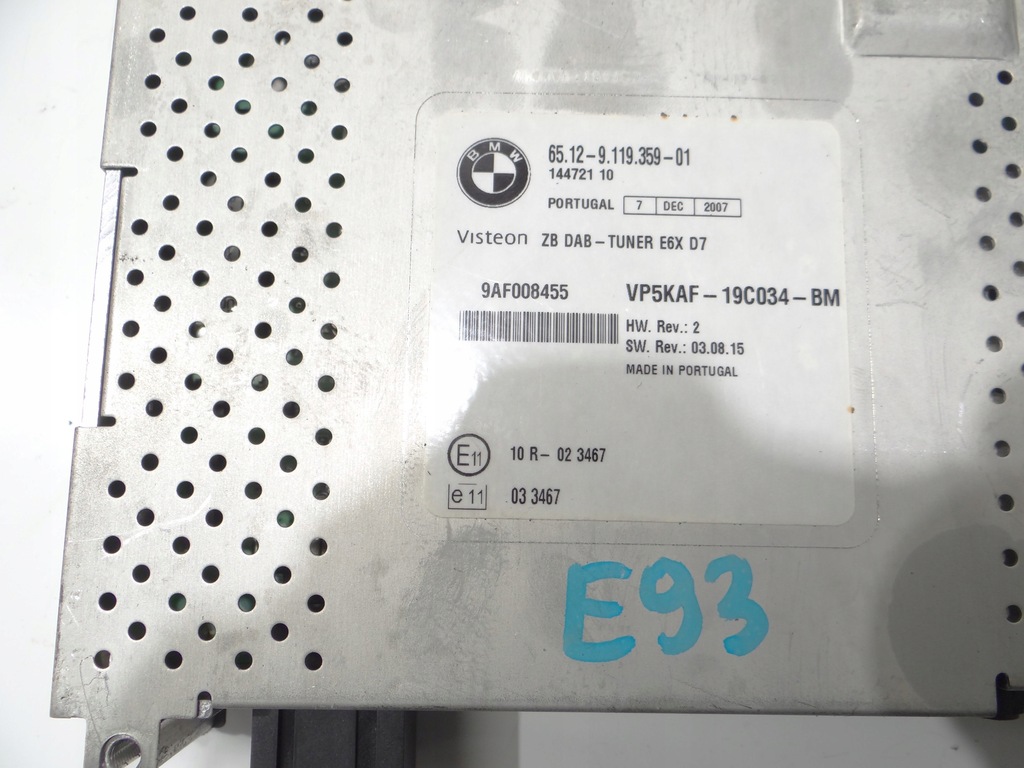 BMW
65.12-9.119.359-01
144721 10
PORTUGAL 7 DEC 2007
Visteon ZB DAB-TUNER E6X D7
9AF008455 VP5KAF-19C034-BM
HW. Rev.: 2
SW. Rev.: 03.08.15
MADE IN PORTUGAL
E11 10 R- 02 3467
e 11 03 3467
E93